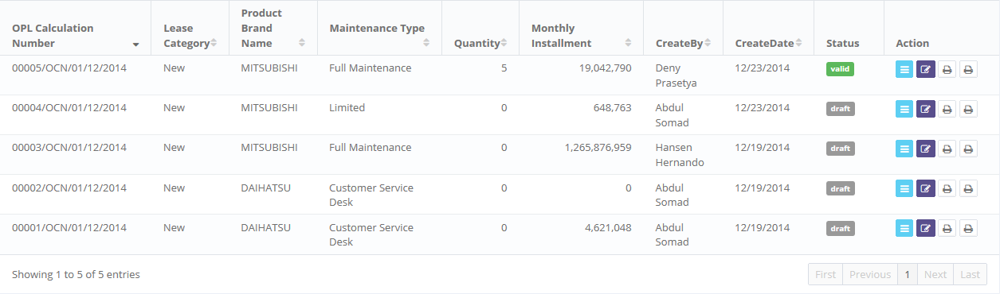 OPL Calculation Number Lease Category Product Brand Name Maintenance Type Quantity Monthly Installment CreateBy CreateDate Status Action
00005/OCN/01/12/2014 New MITSUBISHI Full Maintenance 5 19,042,790 Deny Prasetya 12/23/2014 valid
00004/OCN/01/12/2014 New MITSUBISHI Limited 0 648,763 Abdul Somad 12/23/2014 draft
00003/OCN/01/12/2014 New MITSUBISHI Full Maintenance 0 1,265,876,959 Hansen Hernando 12/19/2014 draft
00002/OCN/01/12/2014 New DAIHATSU Customer Service Desk 0 0 Abdul Somad 12/19/2014 draft
00001/OCN/01/12/2014 New DAIHATSU Customer Service Desk 0 4,621,048 Abdul Somad 12/19/2014 draft
Showing 1 to 5 of 5 entries First Previous 1 Next Last